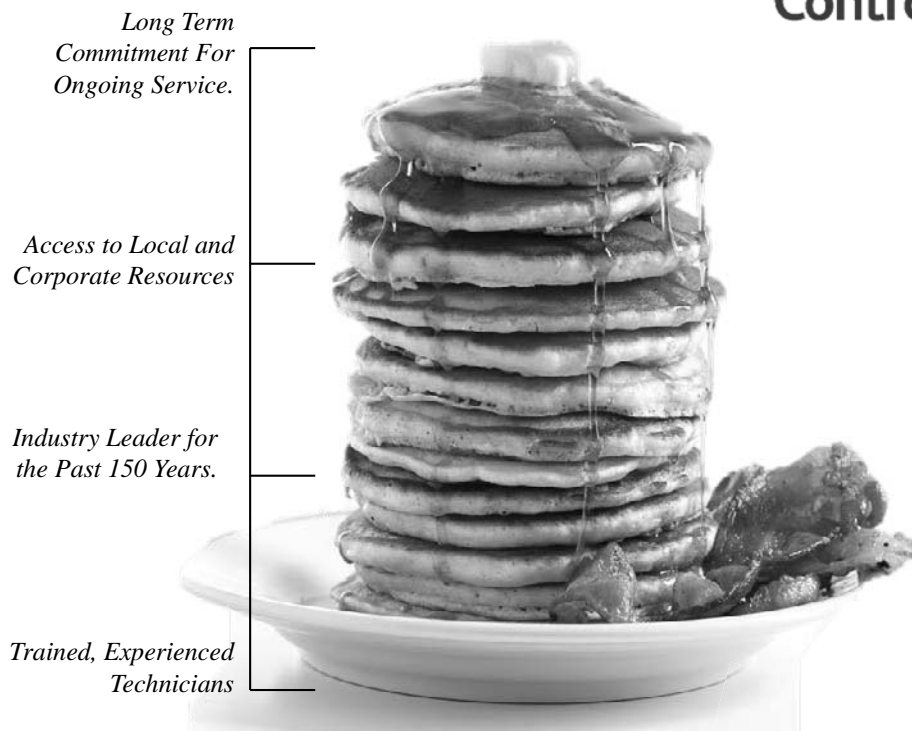 Contro
Long Term
Commitment For
Ongoing Service.
Access to Local and
Corporate Resources
Industry Leader for
the Past 150 Years.
Trained, Experienced
Technicians